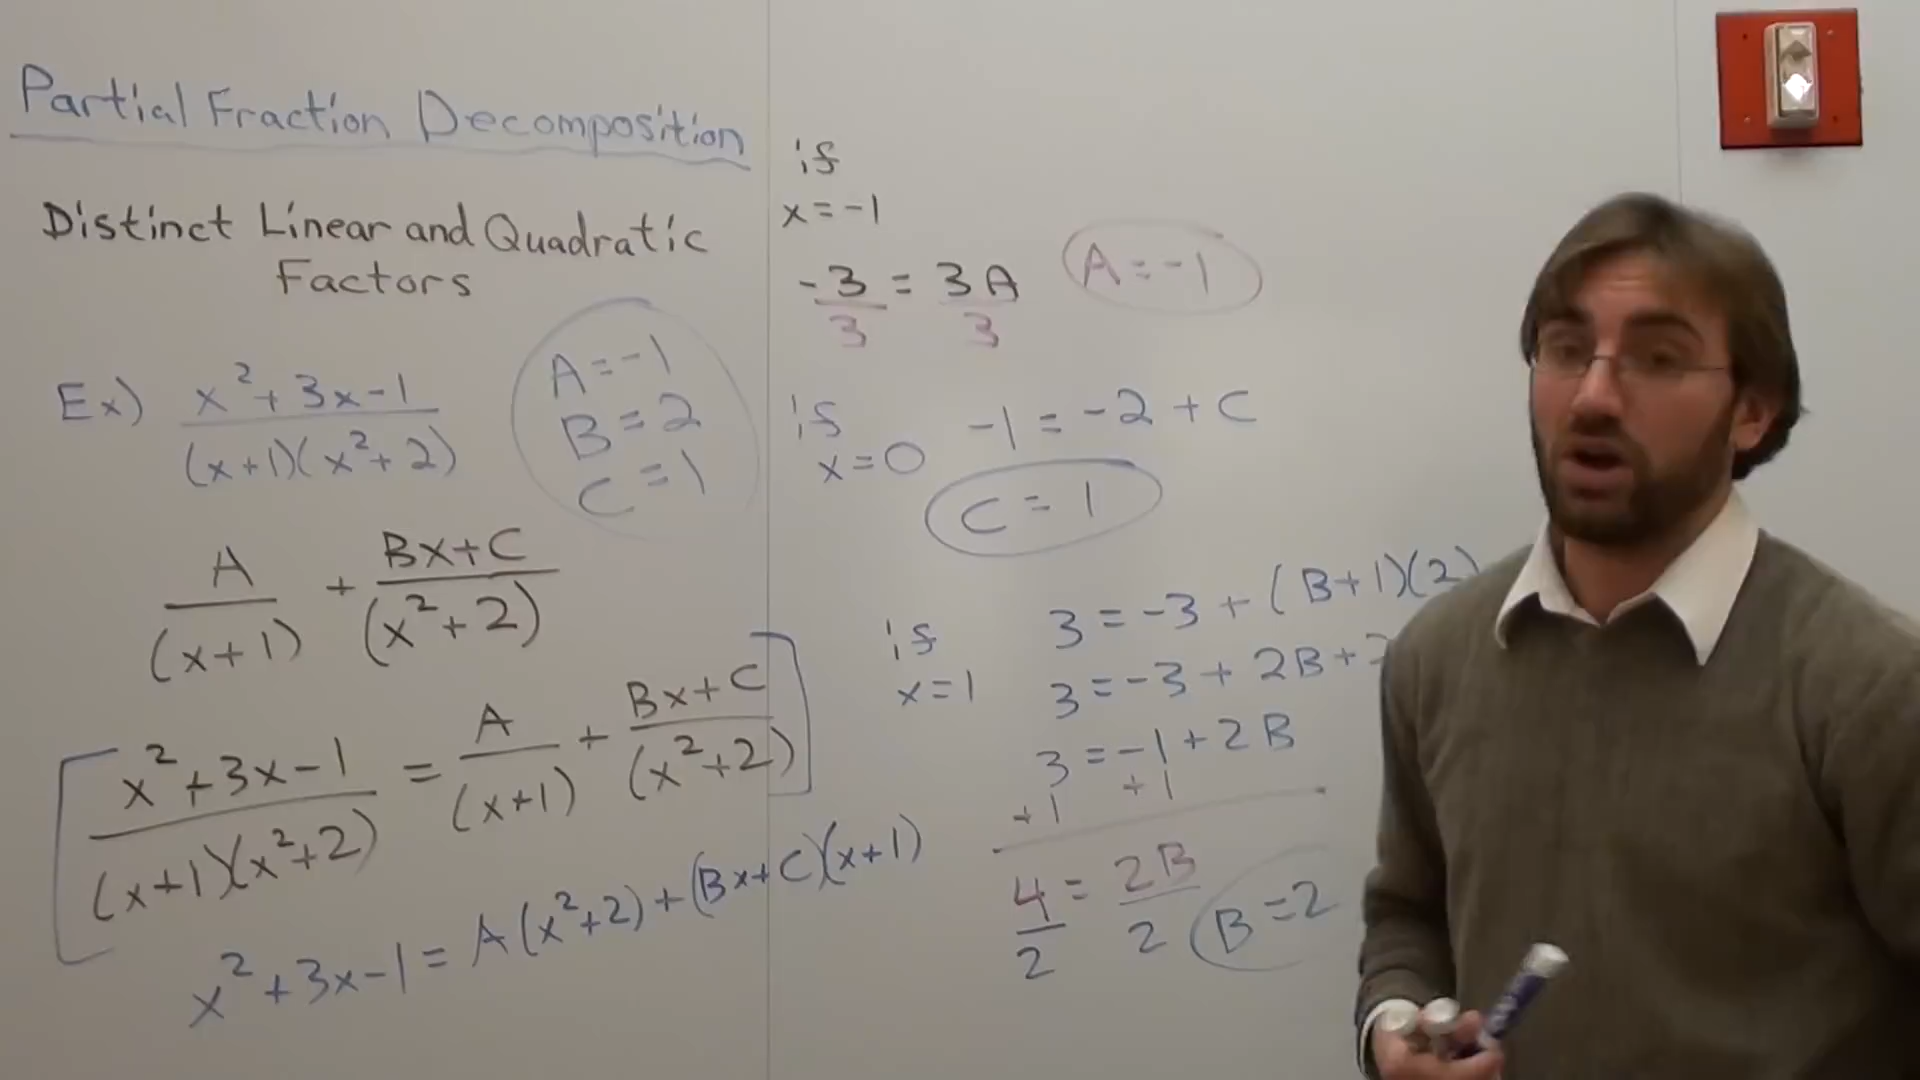 Partial Fraction Decomposition
Distinct Linear and Quadratic
Factors
Ex) x²+3x-1
(x+1)(x²+2)
A=-1
B=2
C=1
A + Bx+C
(x+1) (x²+2)
x²+3x-1 = A + Bx+C
(x+1)(x²+2) (x+1) (x²+2)
x²+3x-1 = A(x²+2)+(Bx+C)(x+1)
if
x=-1
-3 = 3A
3 3
A=-1
if
x=0
-1=-2+C
C=1
if
x=1
3=-3+(B+1)(2)
3=-3+2B+
3=-1+2B
+1 +1
4 = 2B
2 2
B=2